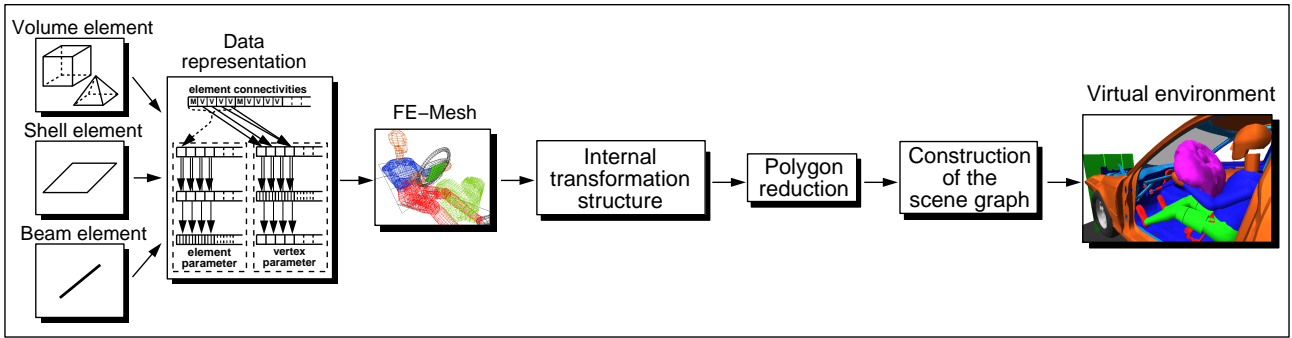 Volume element
Shell element
Beam element
Data
representation
element connectivities
M V V V V M V V V V
element
parameter
vertex
parameter
FE–Mesh
Internal
transformation
structure
Polygon
reduction
Construction
of the
scene graph
Virtual environment